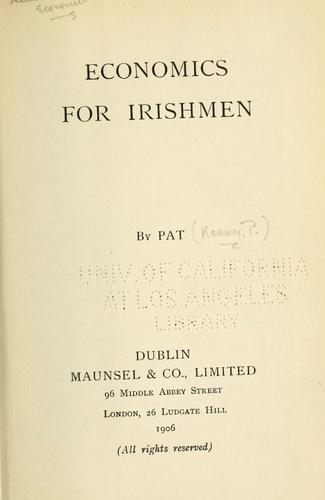 Economics
ECONOMICS
FOR IRISHMEN
BY PAT (Kenny, P.)
UNIV. OF CALIFORNIA
AT LOS ANGELES
LIBRARY
DUBLIN
MAUNSEL & CO., LIMITED
96 MIDDLE ABBEY STREET
LONDON, 26 LUDGATE HILL
1906
(All rights reserved)